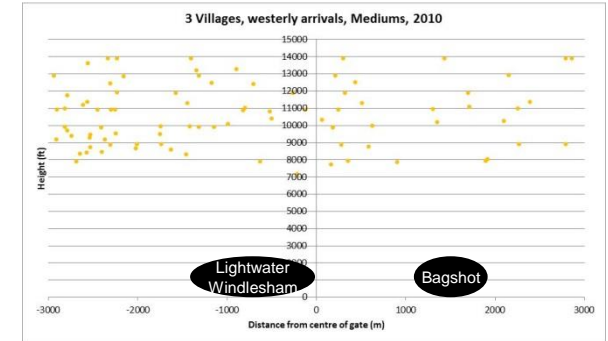 3 Villages, westerly arrivals, Mediums, 2010
15000
14000
13000
12000
11000
10000
9000
8000
7000
6000
5000
4000
3000
2000
1000
0
Height (ft)
Lightwater
Windlesham
Bagshot
-3000 -2000 -1000 0 1000 2000 3000
Distance from centre of gate (m)